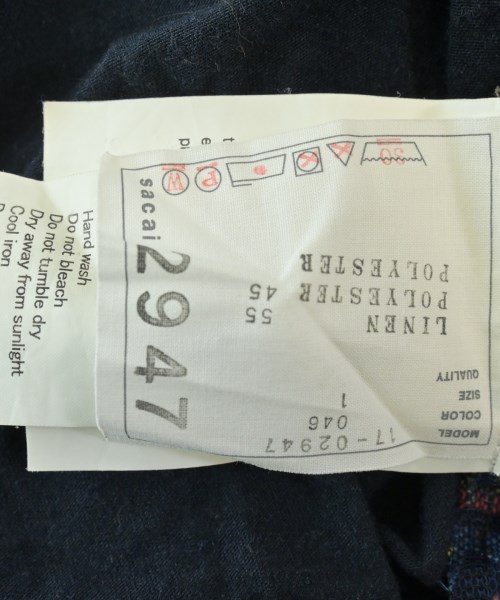 sacai
2947
MODEL 17-02947
COLOR 046
SIZE 1
QUALITY
LINEN 55
POLYESTER 45
POLYESTER
30
Hand wash
Do not bleach
Do not tumble dry
Dry away from sunlight
Cool iron